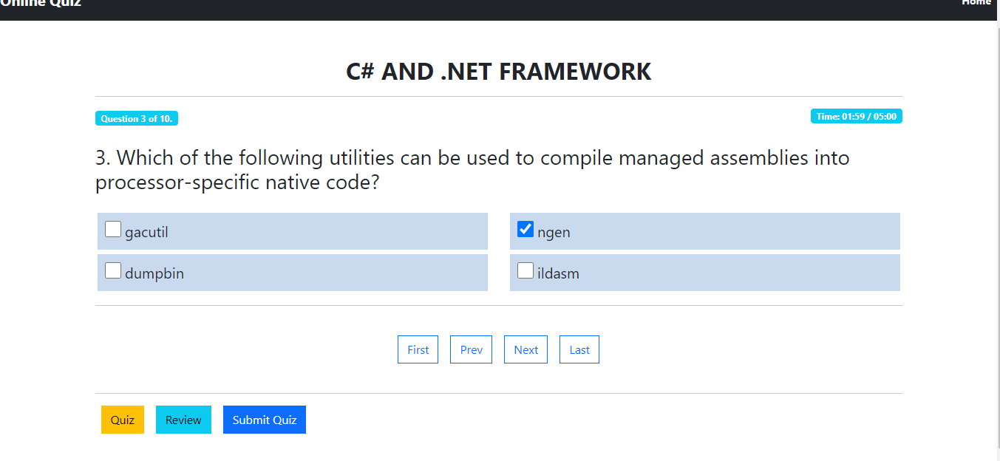 Online Quiz
Home
C# AND .NET FRAMEWORK
Question 3 of 10.
Time: 01:59 / 05:00
3. Which of the following utilities can be used to compile managed assemblies into
processor-specific native code?
gacutil
ngen
dumpbin
ildasm
First
Prev
Next
Last
Quiz
Review
Submit Quiz